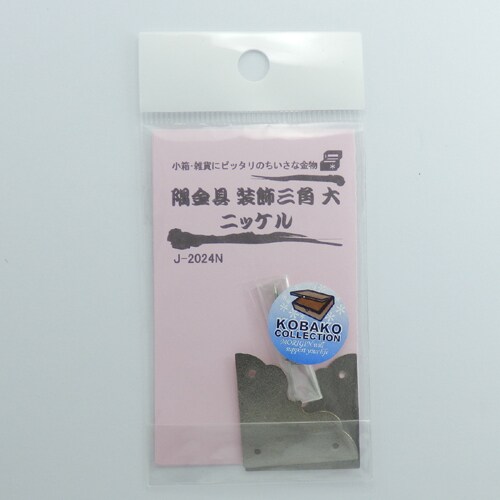 小箱・雑貨にピッタリのちいさな金物
隅金具 装飾三角 大
ニッケル
J-2024N
KOBAKO
COLLECTION